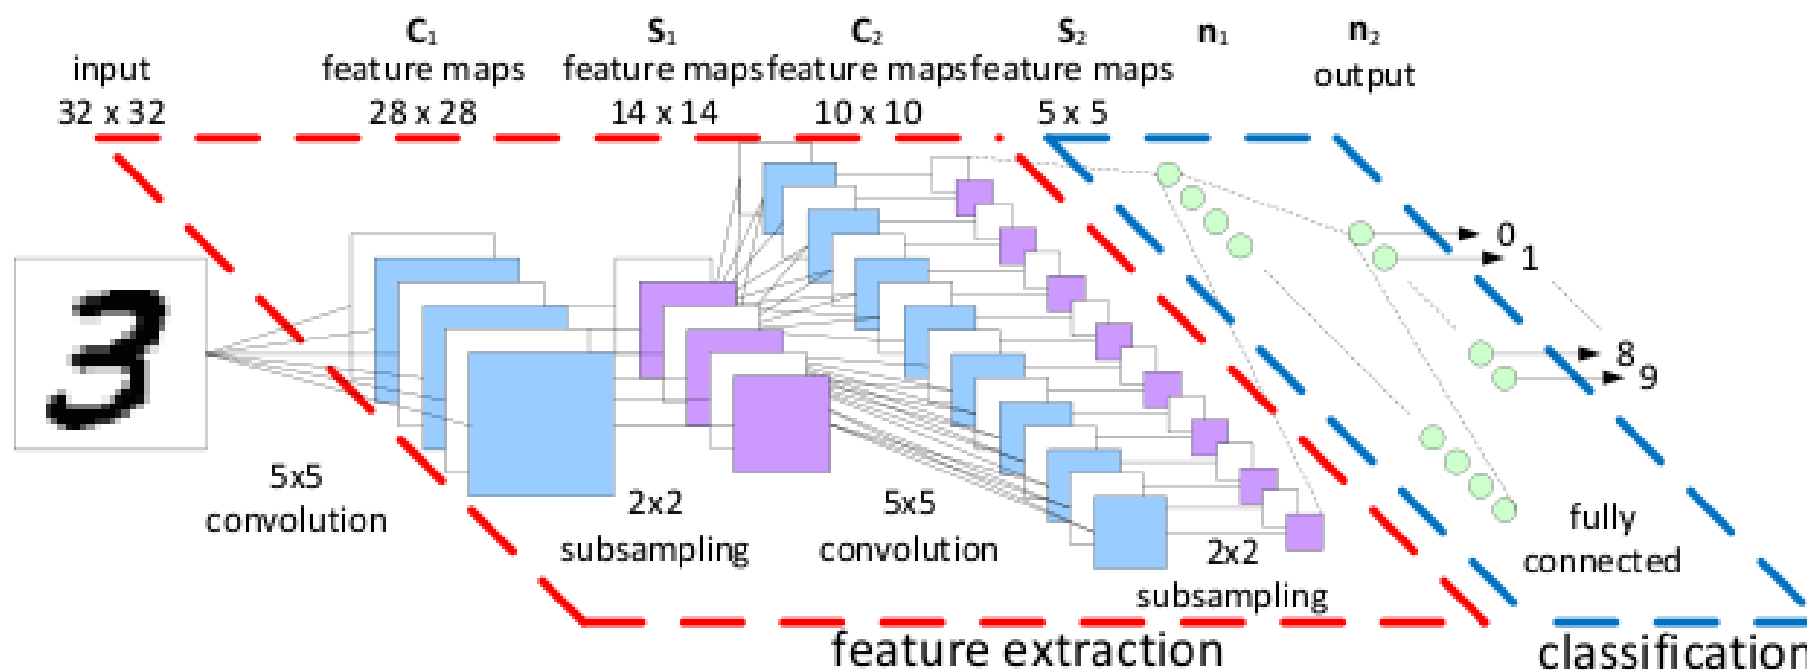 C₁
S₁
C₂
S₂
n₁
n₂
input
feature maps
feature maps
feature maps
feature maps
output
32 x 32
28 x 28
14 x 14
10 x 10
5 x 5
3
0
1
8
9
5x5
convolution
2x2
subsampling
5x5
convolution
2x2
subsampling
fully
connected
feature extraction
classification